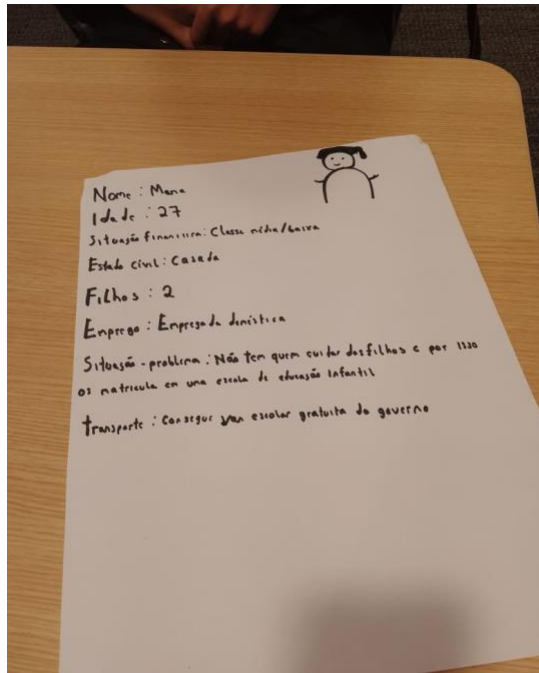 Nome : Maria
Idade : 27
Situação financeira : Classe média/baixa
Estado civil : Casada
Filhos : 2
Emprego : Empregada doméstica
Situação - problema : Não tem quem cuidar dos filhos e por isso
os matricula em uma escola de educação infantil
Transporte : Consegue van escolar gratuita do governo